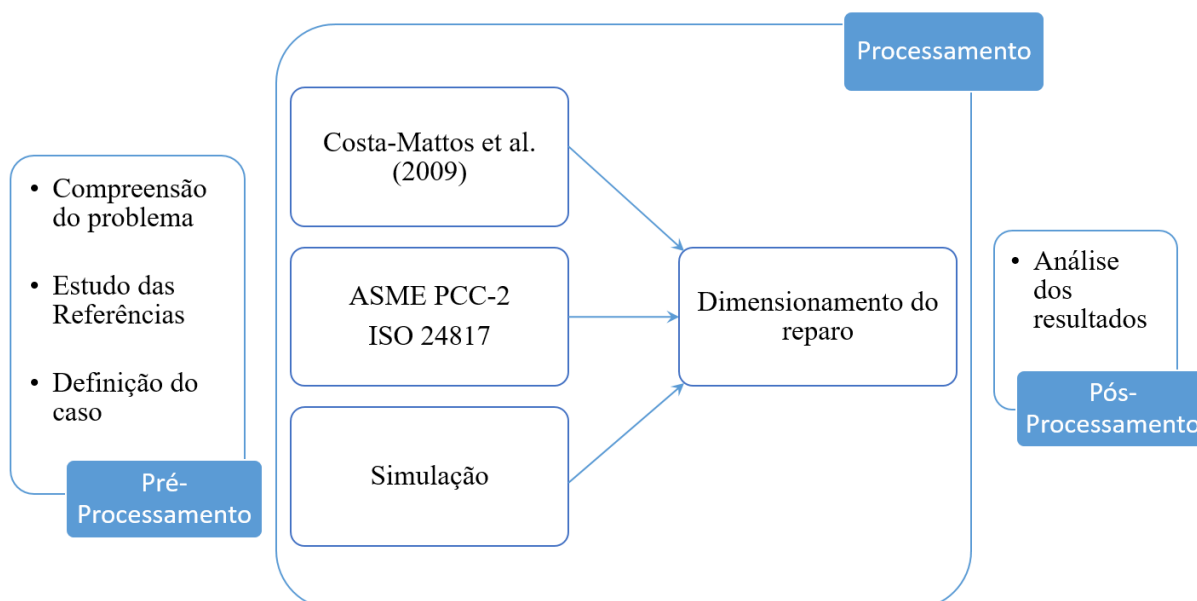 • Compreensão
do problema
• Estudo das
Referências
• Definição do
caso
Pré-
Processamento
Processamento
Costa-Mattos et al.
(2009)
ASME PCC-2
ISO 24817
Simulação
Dimensionamento do
reparo
• Análise
dos
resultados
Pós-
Processamento